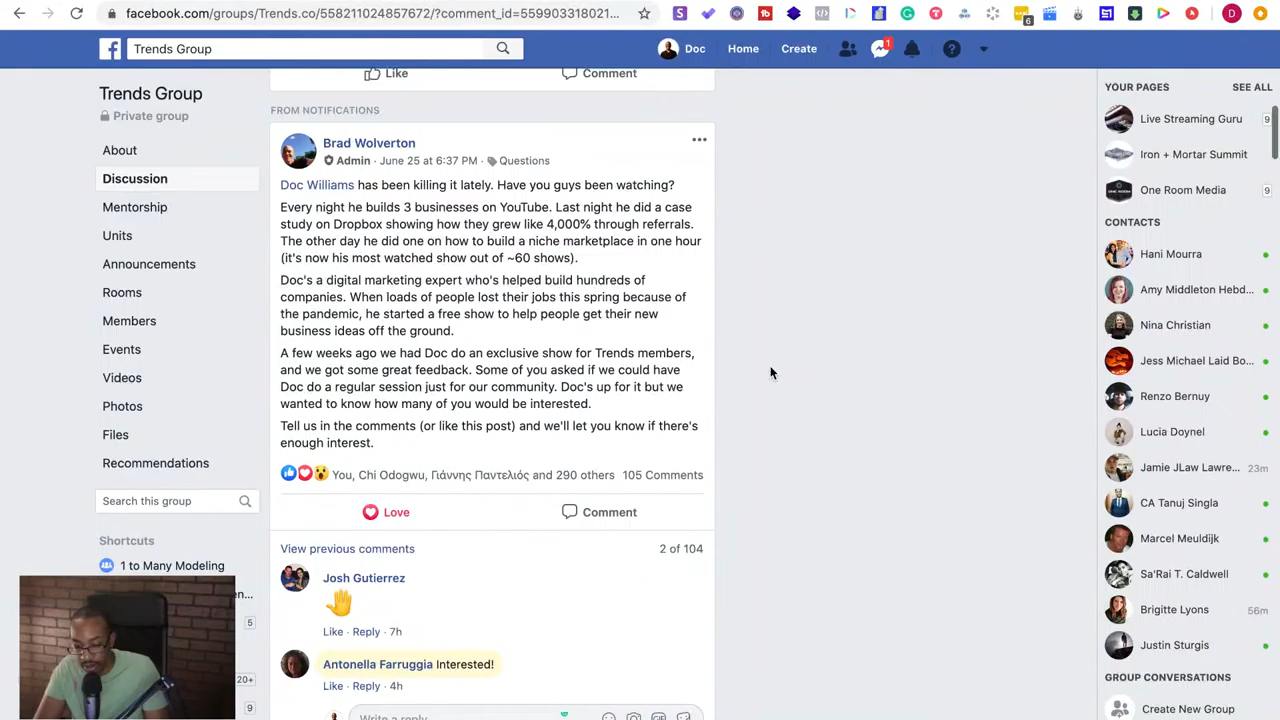 facebook.com/groups/Trends.co/558211024857672/?comment_id=559903318021...
6
D
Trends Group
Doc
Home
Create
1
Trends Group
Private group
About
Discussion
Mentorship
Units
Announcements
Rooms
Members
Events
Videos
Photos
Files
Recommendations
Search this group
Shortcuts
1 to Many Modeling
en...
5
20+
9
Like
Comment
FROM NOTIFICATIONS
Brad Wolverton
Admin · June 25 at 6:37 PM · Questions
Doc Williams has been killing it lately. Have you guys been watching?
Every night he builds 3 businesses on YouTube. Last night he did a case
study on Dropbox showing how they grew like 4,000% through referrals.
The other day he did one on how to build a niche marketplace in one hour
(it's now his most watched show out of ~60 shows).
Doc's a digital marketing expert who's helped build hundreds of
companies. When loads of people lost their jobs this spring because of
the pandemic, he started a free show to help people get their new
business ideas off the ground.
A few weeks ago we had Doc do an exclusive show for Trends members,
and we got some great feedback. Some of you asked if we could have
Doc do a regular session just for our community. Doc's up for it but we
wanted to know how many of you would be interested.
Tell us in the comments (or like this post) and we'll let you know if there's
enough interest.
You, Chi Odogwu, Γιάννης Παντελιός and 290 others 105 Comments
Love
Comment
View previous comments
2 of 104
Josh Gutierrez
Like · Reply · 7h
Antonella Farruggia Interested!
Like · Reply · 4h
Write a reply...
YOUR PAGES
SEE ALL
Live Streaming Guru
9
Iron + Mortar Summit
One Room Media
9
CONTACTS
Hani Mourra
Amy Middleton Hebd...
Nina Christian
Jess Michael Laid Bo...
Renzo Bernuy
Lucia Doynel
Jamie JLaw Lawre...
23m
CA Tanuj Singla
Marcel Meuldijk
Sa'Rai T. Caldwell
Brigitte Lyons
56m
Justin Sturgis
GROUP CONVERSATIONS
Create New Group